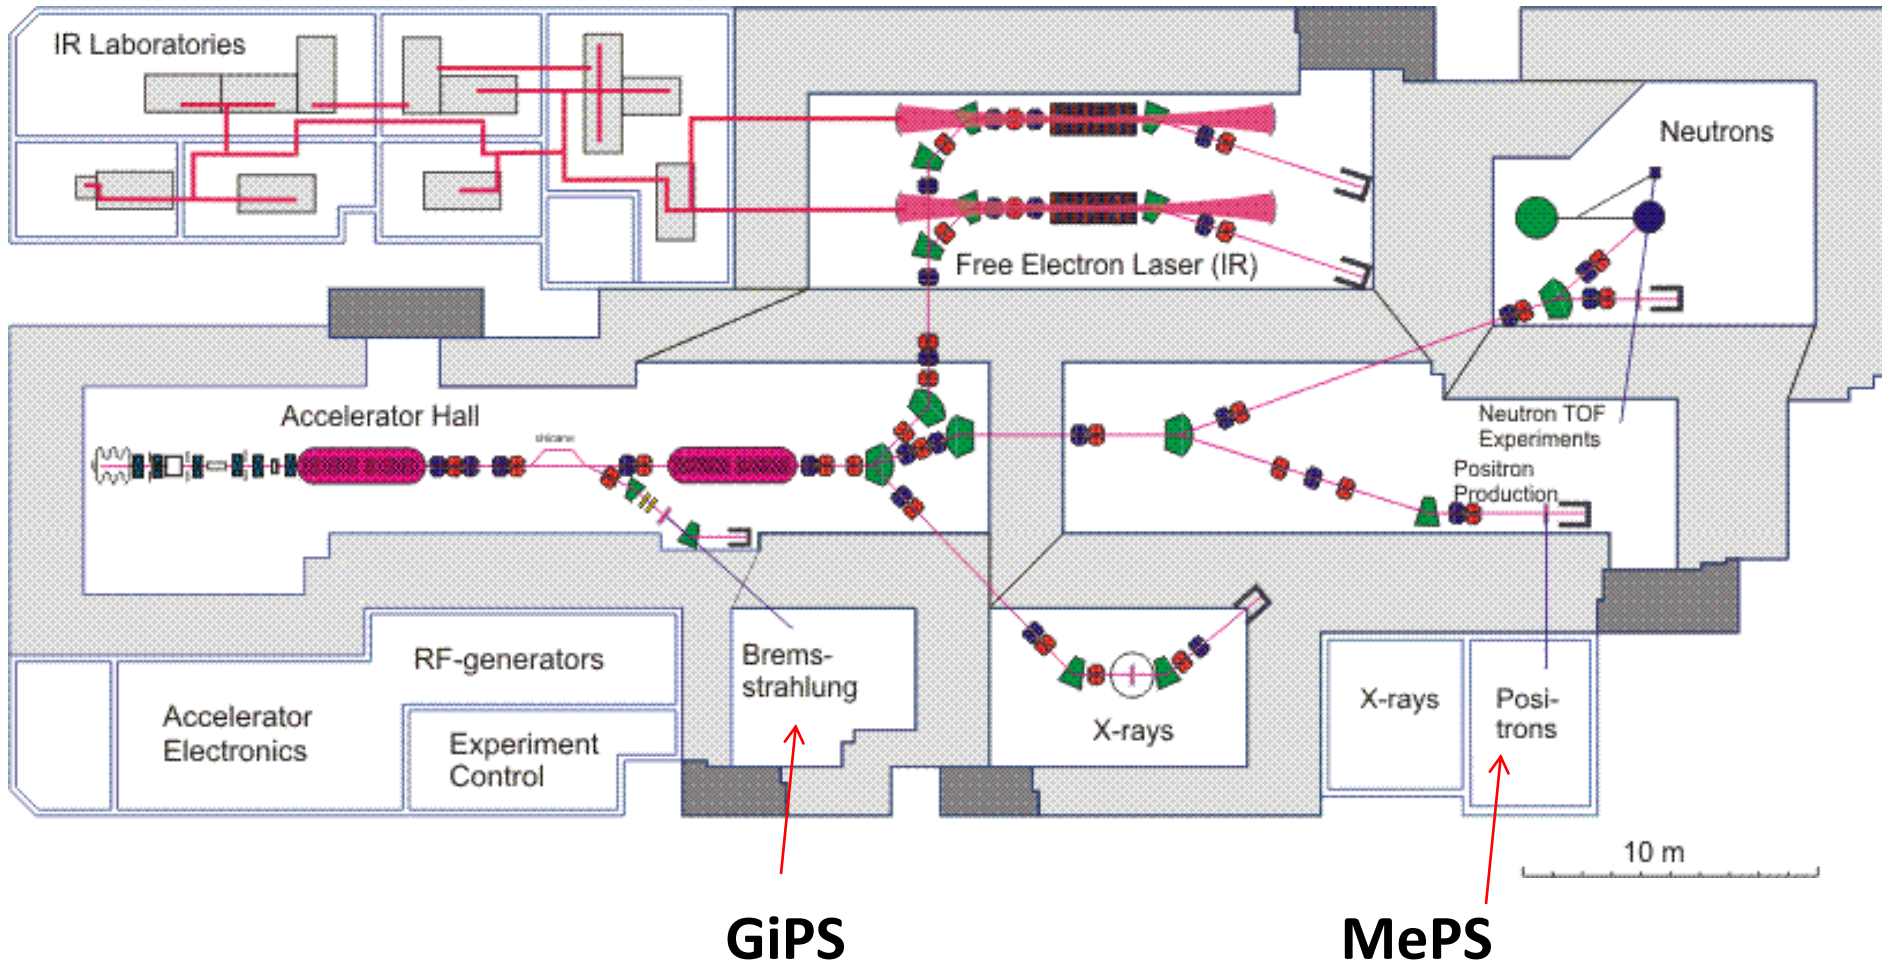 IR Laboratories
Neutrons
Free Electron Laser (IR)
Accelerator Hall
chicane
Neutron TOF
Experiments
Positron
Production
RF-generators
Brems-
strahlung
Accelerator
Electronics
Experiment
Control
X-rays
X-rays
Posi-
trons
10 m
GiPS
MePS